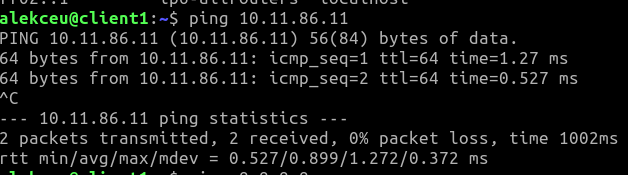 alekceu@client1:~$ ping 10.11.86.11
PING 10.11.86.11 (10.11.86.11) 56(84) bytes of data.
64 bytes from 10.11.86.11: icmp_seq=1 ttl=64 time=1.27 ms
64 bytes from 10.11.86.11: icmp_seq=2 ttl=64 time=0.527 ms
^C
--- 10.11.86.11 ping statistics ---
2 packets transmitted, 2 received, 0% packet loss, time 1002ms
rtt min/avg/max/mdev = 0.527/0.899/1.272/0.372 ms